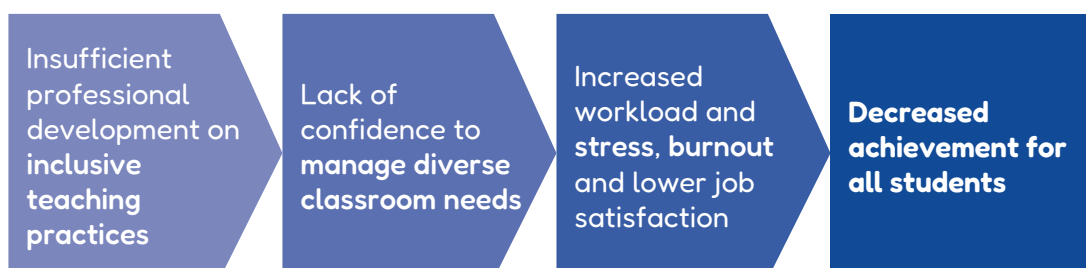 Insufficient
professional
development on
inclusive
teaching
practices
Lack of
confidence to
manage diverse
classroom needs
Increased
workload and
stress, burnout
and lower job
satisfaction
Decreased
achievement for
all students